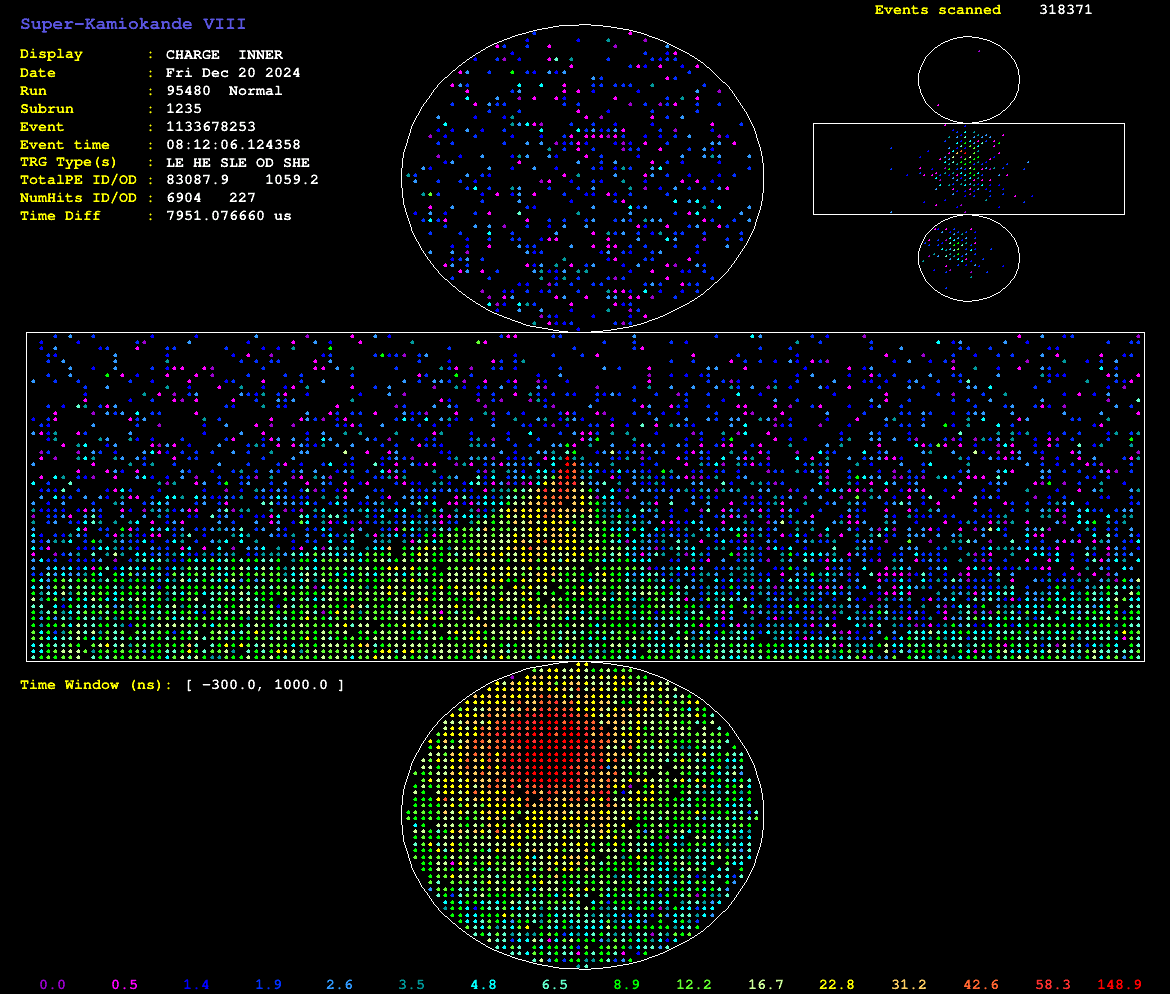 Super-Kamiokande VIII
Events scanned 318371
Display : CHARGE INNER
Date : Fri Dec 20 2024
Run : 95480 Normal
Subrun : 1235
Event : 1133678253
Event time : 08:12:06.124358
TRG Type(s) : LE HE SLE OD SHE
TotalPE ID/OD : 83087.9 1059.2
NumHits ID/OD : 6904 227
Time Diff : 7951.076660 us
Time Window (ns): [ −300.0, 1000.0 ]
0.0 0.5 1.4 1.9 2.6 3.5 4.8 6.5 8.9 12.2 16.7 22.8 31.2 42.6 58.3 148.9